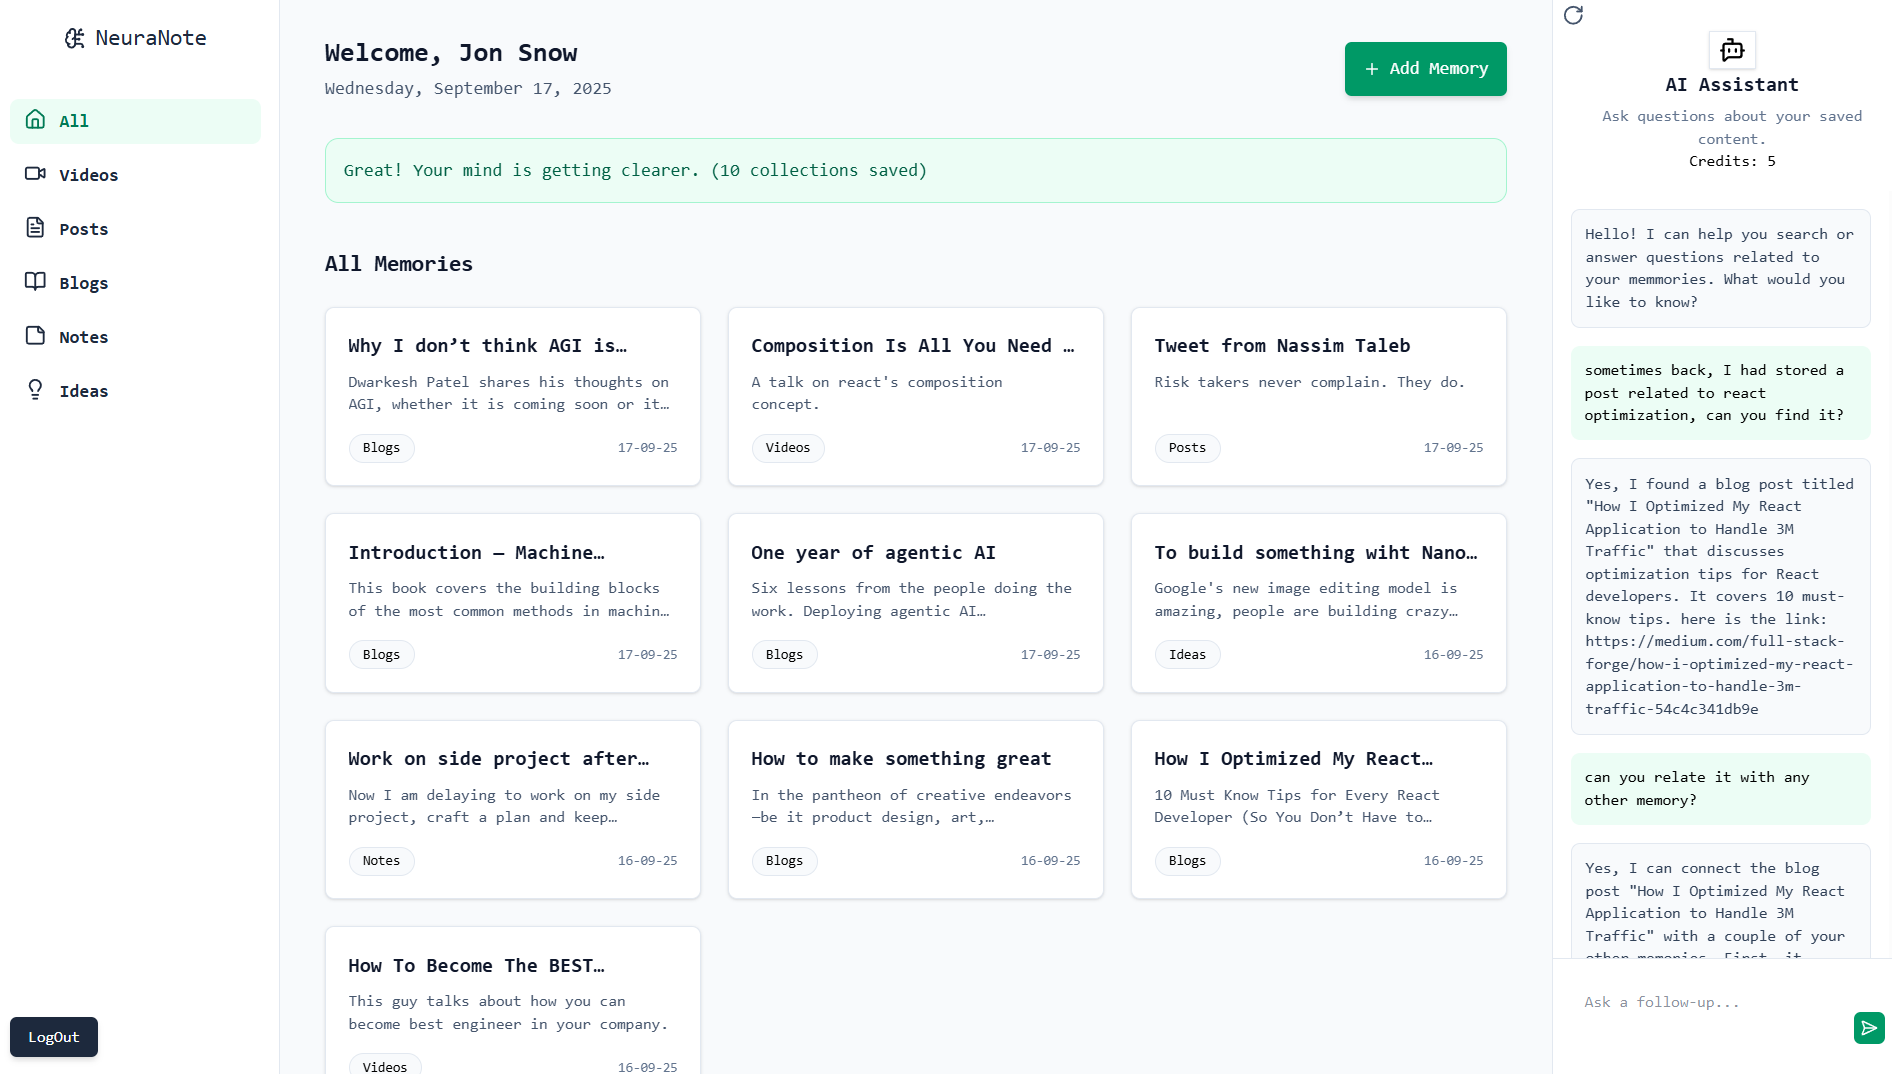 NeuraNote
All
Videos
Posts
Blogs
Notes
Ideas
LogOut
Welcome, Jon Snow
Wednesday, September 17, 2025
+ Add Memory
Great! Your mind is getting clearer. (10 collections saved)
All Memories
Why I don’t think AGI is…
Dwarkesh Patel shares his thoughts on
AGI, whether it is coming soon or it…
Blogs
17-09-25
Composition Is All You Need …
A talk on react's composition
concept.
Videos
17-09-25
Tweet from Nassim Taleb
Risk takers never complain. They do.
Posts
17-09-25
Introduction — Machine…
This book covers the building blocks
of the most common methods in machin…
Blogs
17-09-25
One year of agentic AI
Six lessons from the people doing the
work. Deploying agentic AI…
Blogs
17-09-25
To build something wiht Nano…
Google's new image editing model is
amazing, people are building crazy…
Ideas
16-09-25
Work on side project after…
Now I am delaying to work on my side
project, craft a plan and keep…
Notes
16-09-25
How to make something great
In the pantheon of creative endeavors
—be it product design, art,…
Blogs
16-09-25
How I Optimized My React…
10 Must Know Tips for Every React
Developer (So You Don’t Have to…
Blogs
16-09-25
How To Become The BEST…
This guy talks about how you can
become best engineer in your company.
Videos
16-09-25
AI Assistant
Ask questions about your saved
content.
Credits: 5
Hello! I can help you search or
answer questions related to
your memmories. What would you
like to know?
sometimes back, I had stored a
post related to react
optimization, can you find it?
Yes, I found a blog post titled
"How I Optimized My React
Application to Handle 3M
Traffic" that discusses
optimization tips for React
developers. It covers 10 must-
know tips. here is the link:
https://medium.com/full-stack-
forge/how-i-optimized-my-react-
application-to-handle-3m-
traffic-54c4c341db9e
can you relate it with any
other memory?
Yes, I can connect the blog
post "How I Optimized My React
Application to Handle 3M
Traffic" with a couple of your
other memories. First, it
Ask a follow-up...